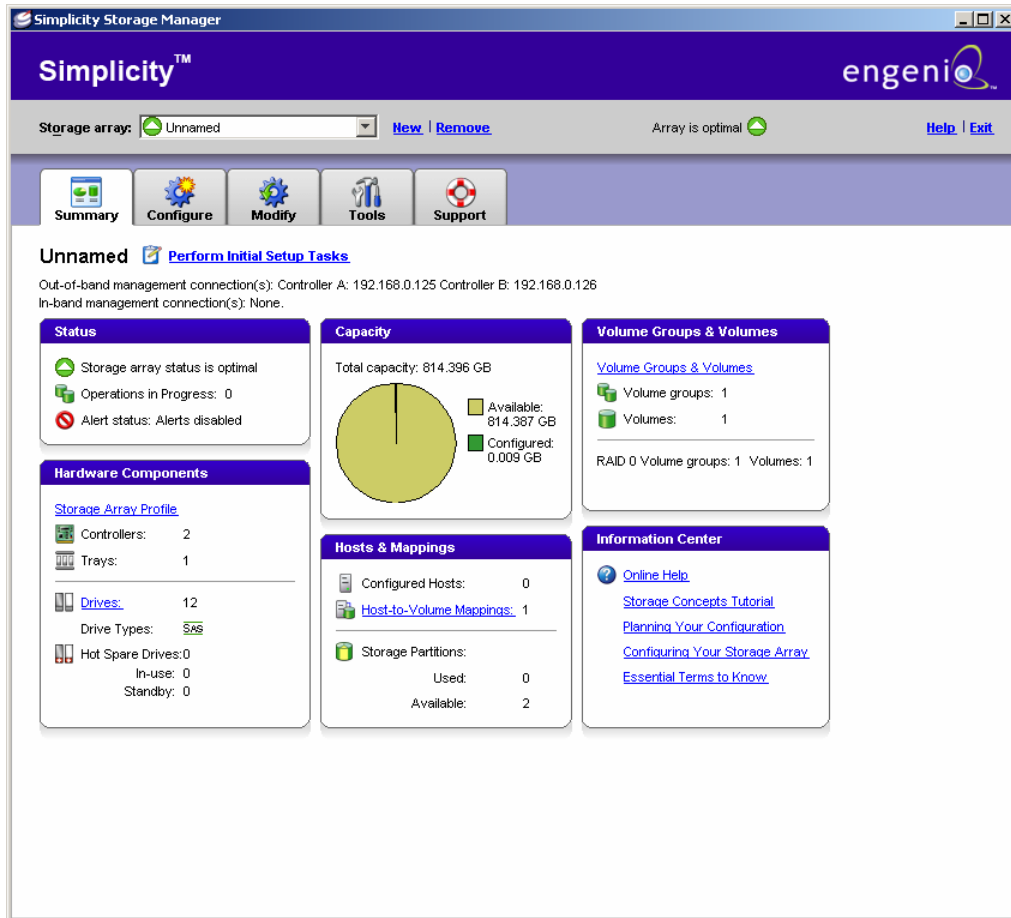 Simplicity Storage Manager
Simplicity™
engenio™
Storage array: Unnamed New | Remove Array is optimal Help | Exit
Summary Configure Modify Tools Support
Unnamed Perform Initial Setup Tasks
Out-of-band management connection(s): Controller A: 192.168.0.125 Controller B: 192.168.0.126
In-band management connection(s): None.
Status
Storage array status is optimal
Operations in Progress: 0
Alert status: Alerts disabled
Hardware Components
Storage Array Profile
Controllers: 2
Trays: 1
Drives: 12
Drive Types: SAS
Hot Spare Drives:0
In-use: 0
Standby: 0
Capacity
Total capacity: 814.396 GB
Available:
814.387 GB
Configured:
0.009 GB
Hosts & Mappings
Configured Hosts: 0
Host-to-Volume Mappings: 1
Storage Partitions:
Used: 0
Available: 2
Volume Groups & Volumes
Volume Groups & Volumes
Volume groups: 1
Volumes: 1
RAID 0 Volume groups: 1 Volumes: 1
Information Center
Online Help
Storage Concepts Tutorial
Planning Your Configuration
Configuring Your Storage Array
Essential Terms to Know